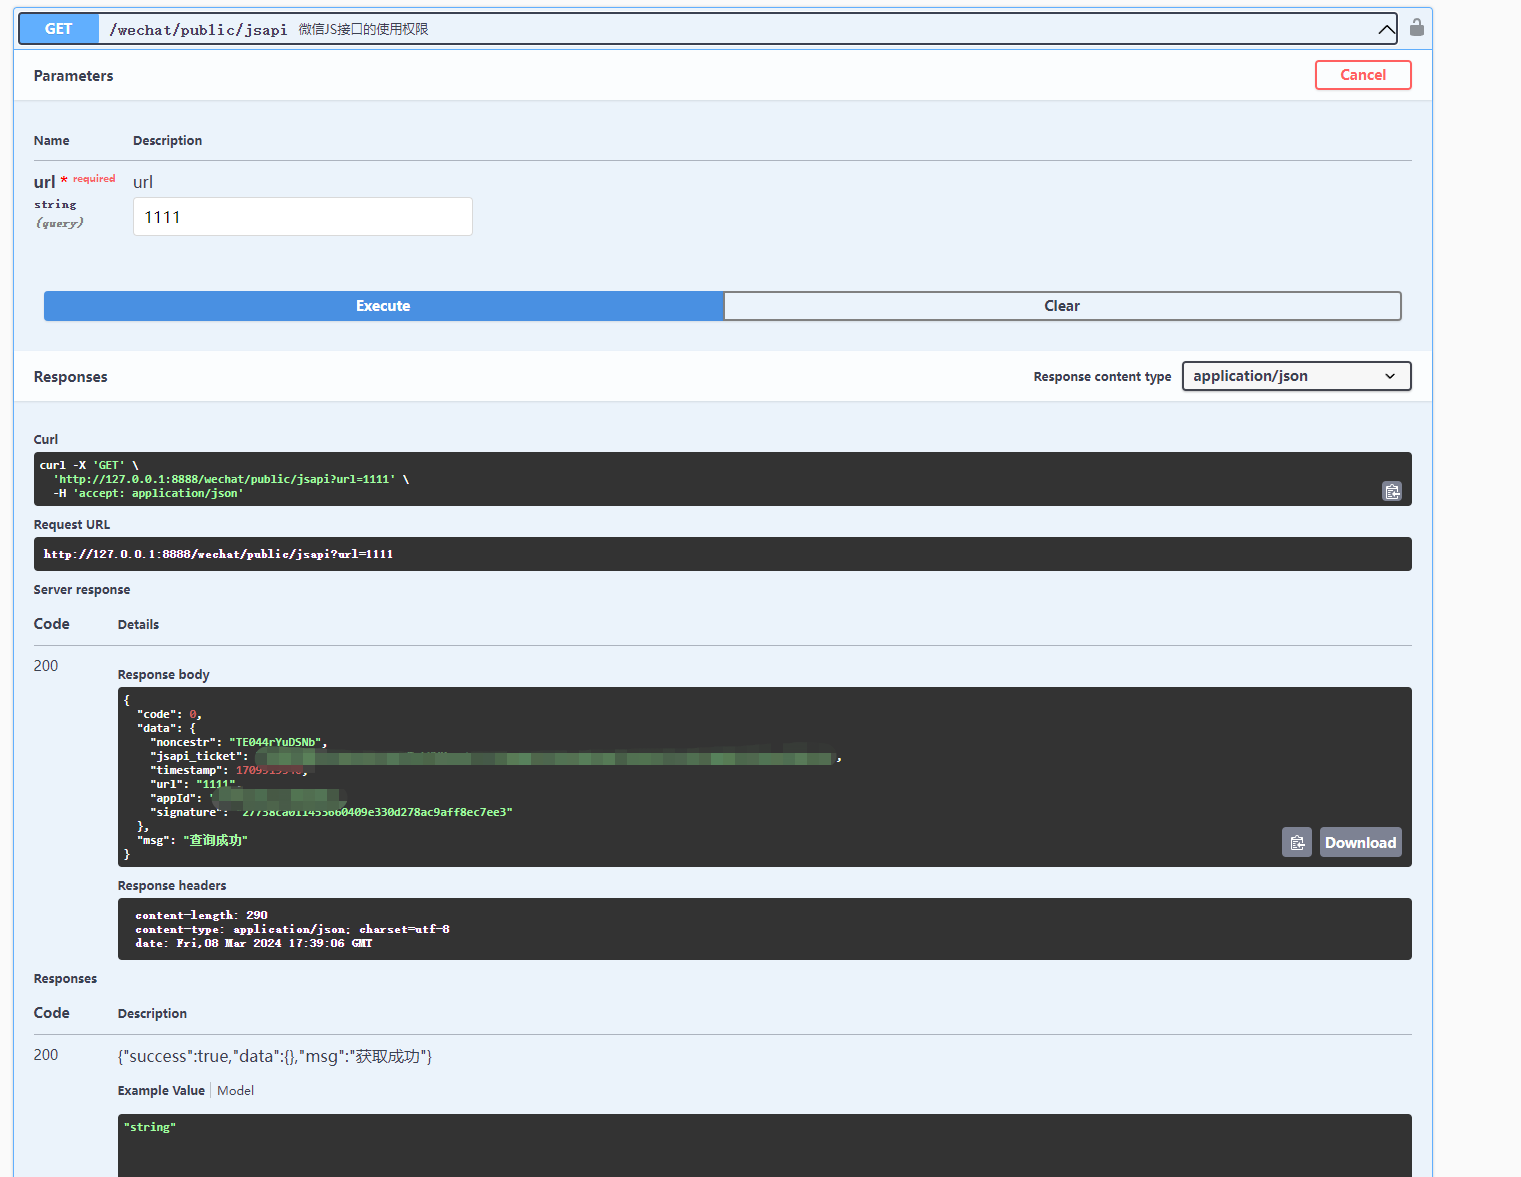 GET /wechat/public/jsapi 微信JS接口的使用权限
Parameters
Cancel
Name Description
url * required url
string 1111
(query)
Execute Clear
Responses Response content type application/json
Curl
curl -X 'GET' \
'http://127.0.0.1:8888/wechat/public/jsapi?url=1111' \
-H 'accept: application/json'
Request URL
http://127.0.0.1:8888/wechat/public/jsapi?url=1111
Server response
Code Details
200
Response body
{
"code": 0,
"data": {
"noncestr": "TE044rYuDSNb",
"jsapi_ticket": ,
"timestamp":
"url": "1111",
"appId": "
"signature":
},
"msg": "查询成功"
}
Download
Response headers
content-length: 290
content-type: application/json; charset=utf-8
date: Fri,08 Mar 2024 17:39:06 GMT
Responses
Code Description
200 {"success":true,"data":{},"msg":"获取成功"}
Example Value Model
"string"